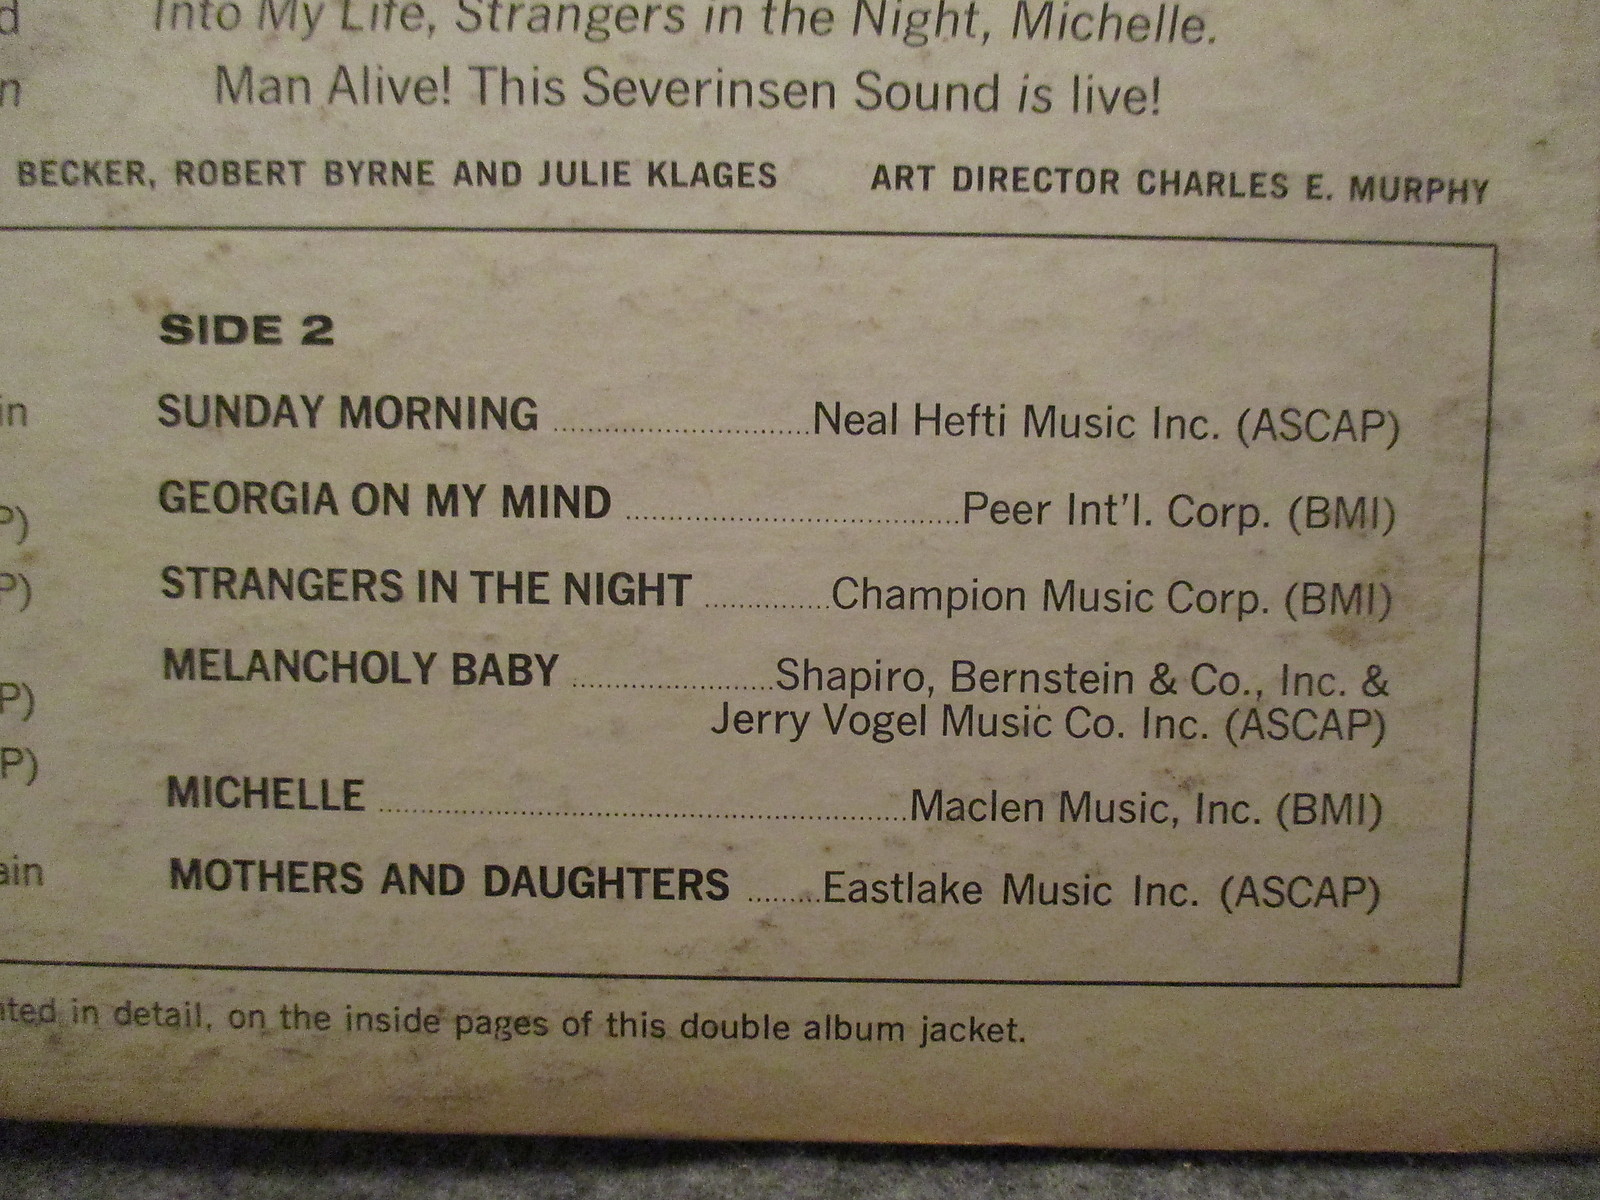 Into My Life, Strangers in the Night, Michelle.
Man Alive! This Severinsen Sound is live!
BECKER, ROBERT BYRNE AND JULIE KLAGES ART DIRECTOR CHARLES E. MURPHY
SIDE 2
SUNDAY MORNING ........ Neal Hefti Music Inc. (ASCAP)
GEORGIA ON MY MIND ........ Peer Int'l. Corp. (BMI)
STRANGERS IN THE NIGHT ........ Champion Music Corp. (BMI)
MELANCHOLY BABY ........ Shapiro, Bernstein & Co., Inc. &
Jerry Vogel Music Co. Inc. (ASCAP)
MICHELLE ........ Maclen Music, Inc. (BMI)
MOTHERS AND DAUGHTERS ........ Eastlake Music Inc. (ASCAP)
in detail, on the inside pages of this double album jacket.